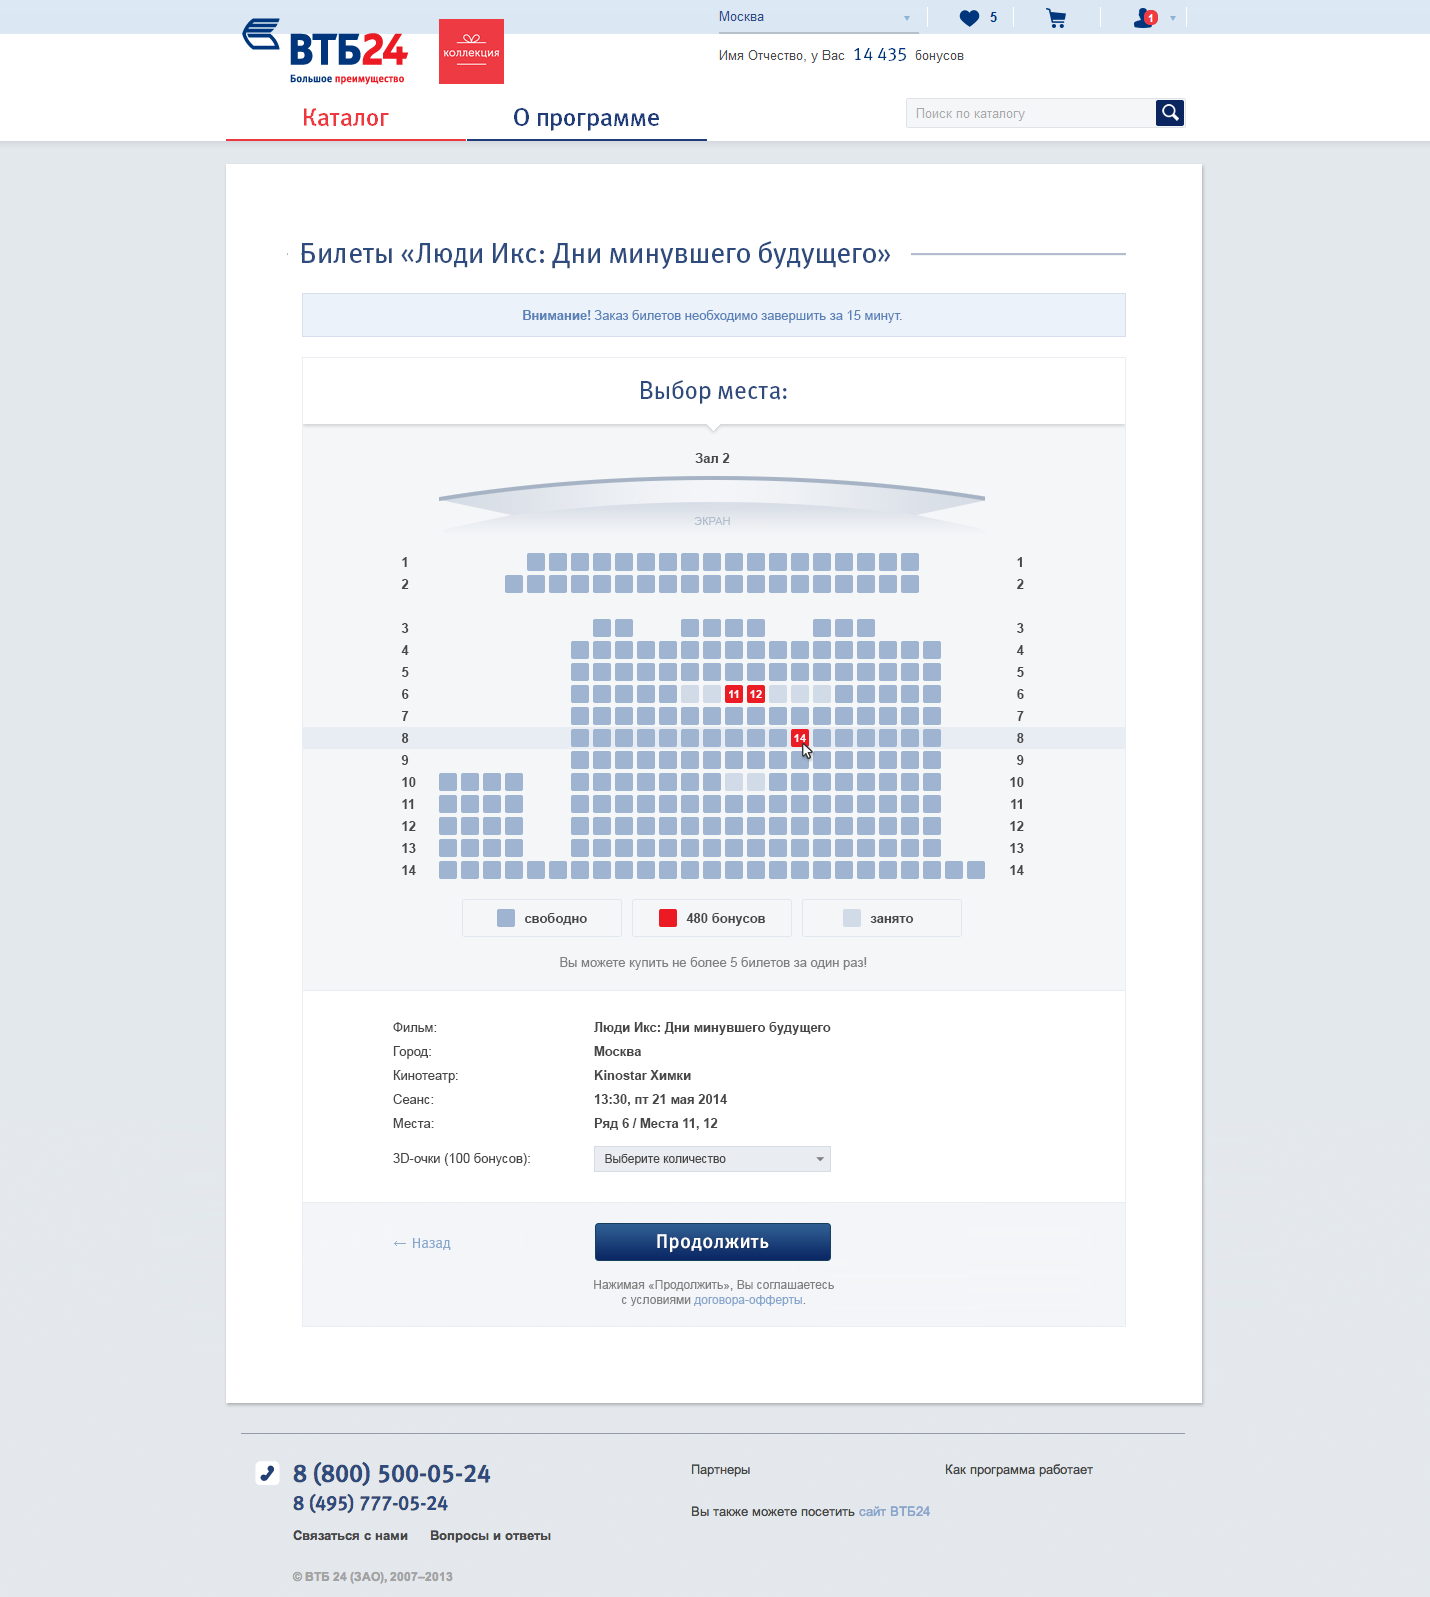 Москва
5
1
ВТБ24
Большое преимущество
коллекция
Имя Отчество, у Вас 14 435 бонусов
Каталог
О программе
Поиск по каталогу
Билеты «Люди Икс: Дни минувшего будущего»
Внимание! Заказ билетов необходимо завершить за 15 минут.
Выбор места:
Зал 2
ЭКРАН
1 1
2 2
3 3
4 4
5 5
6 11 12 6
7 7
8 14 8
9 9
10 10
11 11
12 12
13 13
14 14
свободно
480 бонусов
занято
Вы можете купить не более 5 билетов за один раз!
Фильм: Люди Икс: Дни минувшего будущего
Город: Москва
Кинотеатр: Kinostar Химки
Сеанс: 13:30, пт 21 мая 2014
Места: Ряд 6 / Места 11, 12
3D-очки (100 бонусов): Выберите количество
← Назад
Продолжить
Нажимая «Продолжить», Вы соглашаетесь
с условиями договора-офферты.
8 (800) 500-05-24
8 (495) 777-05-24
Связаться с нами
Вопросы и ответы
Партнеры
Как программа работает
Вы также можете посетить сайт ВТБ24
© ВТБ 24 (ЗАО), 2007–2013